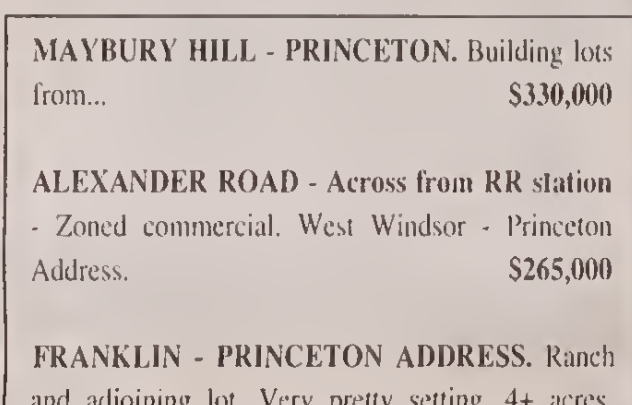 MAYBURY HILL - PRINCETON. Building lots
from... $330,000
ALEXANDER ROAD - Across from RR station
- Zoned commercial. West Windsor - Princeton
Address. $265,000
FRANKLIN - PRINCETON ADDRESS. Ranch
and adjoining lot. Very pretty setting. 4+ acres.